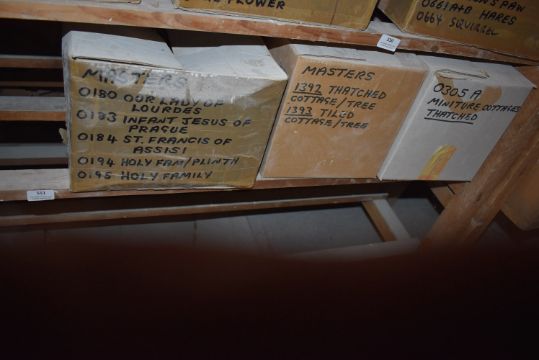 FLOWER
0661A+B HARES
0664 SQUIRREL
MASTERS
0180 OUR LADY OF
LOURDES
0183 INFANT JESUS OF
PRAGUE
0184 ST. FRANCIS OF
ASSISI
0194 HOLY FAM/PLINTH
0195 HOLY FAMILY
MASTERS
1392 THATCHED
COTTAGE/TREE
1393 TILED
COTTAGE/TREE
0305 A
MINITURE COTTAGES
THATCHED